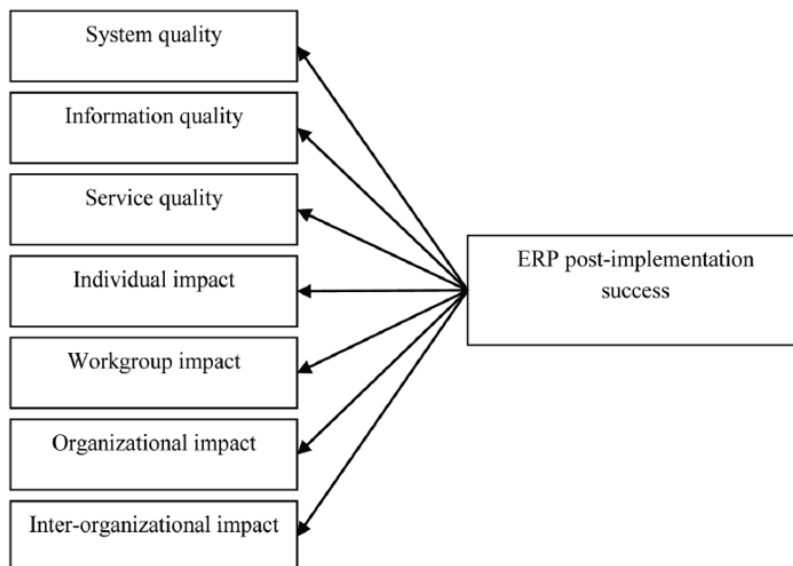 System quality
Information quality
Service quality
Individual impact
Workgroup impact
Organizational impact
Inter-organizational impact
ERP post-implementation
success